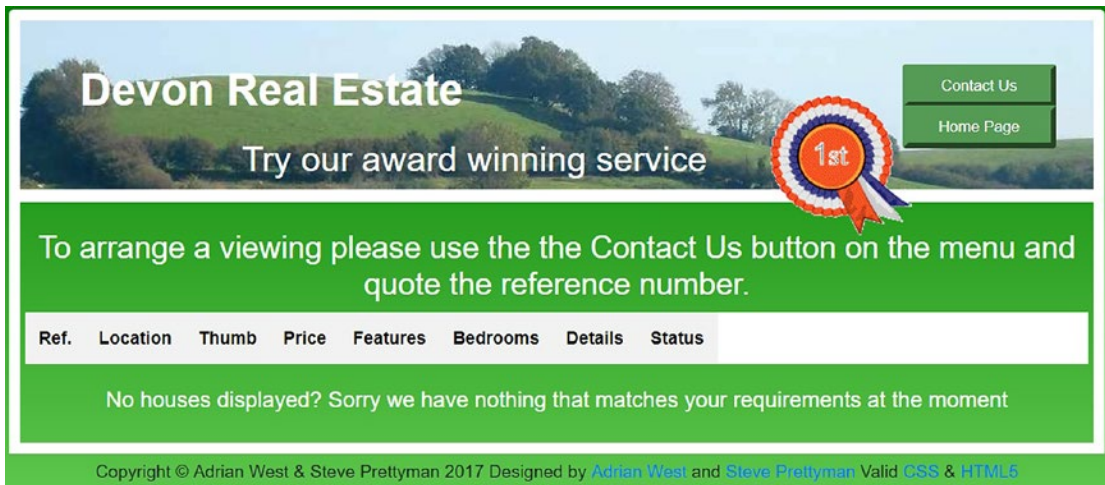 Devon Real Estate
Contact Us
Home Page
Try our award winning service
1st
To arrange a viewing please use the the Contact Us button on the menu and
quote the reference number.
Ref. Location Thumb Price Features Bedrooms Details Status
No houses displayed? Sorry we have nothing that matches your requirements at the moment
Copyright © Adrian West & Steve Prettyman 2017 Designed by Adrian West and Steve Prettyman Valid CSS & HTML5